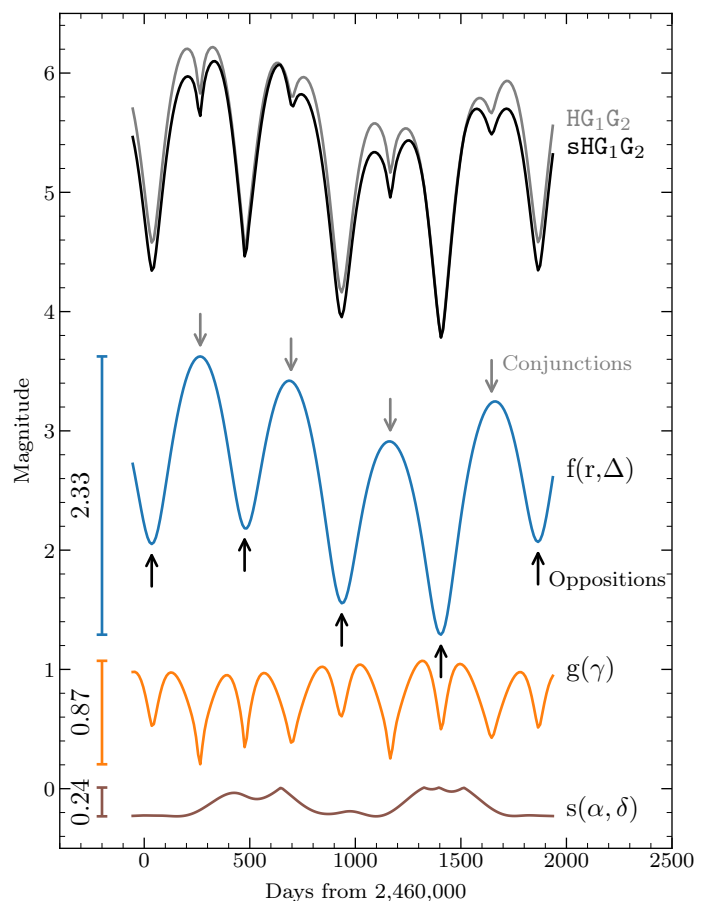 6
5
4
3
2
1
0
Magnitude
HG₁G₂
sHG₁G₂
Conjunctions
2.33
f(r,Δ)
Oppositions
0.87
g(γ)
0.24
s(α, δ)
0 500 1000 1500 2000 2500
Days from 2,460,000